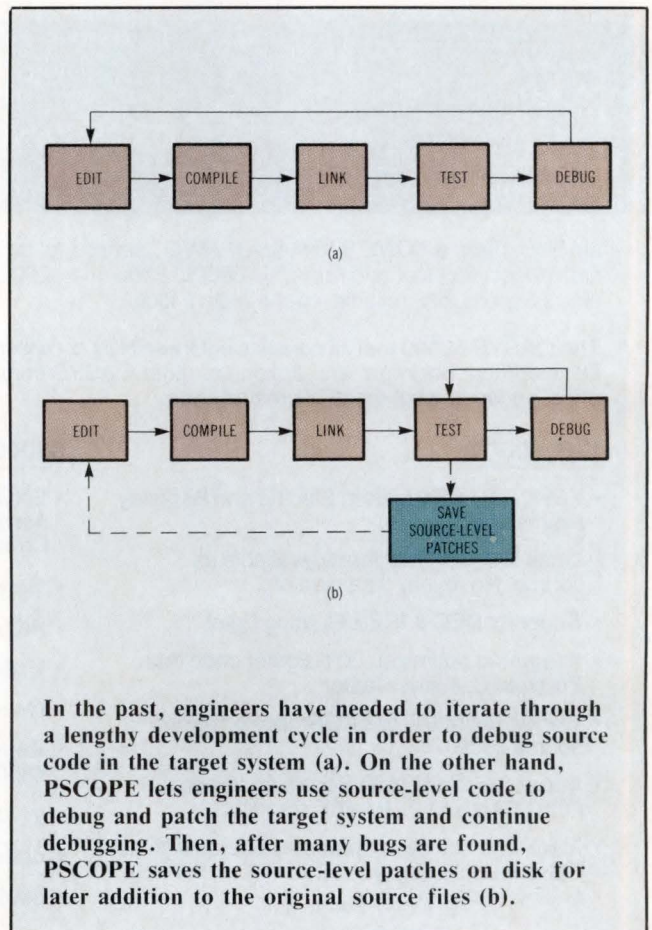 EDIT COMPILE LINK TEST DEBUG
(a)
EDIT COMPILE LINK TEST DEBUG
SAVE
SOURCE-LEVEL
PATCHES
(b)
In the past, engineers have needed to iterate through
a lengthy development cycle in order to debug source
code in the target system (a). On the other hand,
PSCOPE lets engineers use source-level code to
debug and patch the target system and continue
debugging. Then, after many bugs are found,
PSCOPE saves the source-level patches on disk for
later addition to the original source files (b).